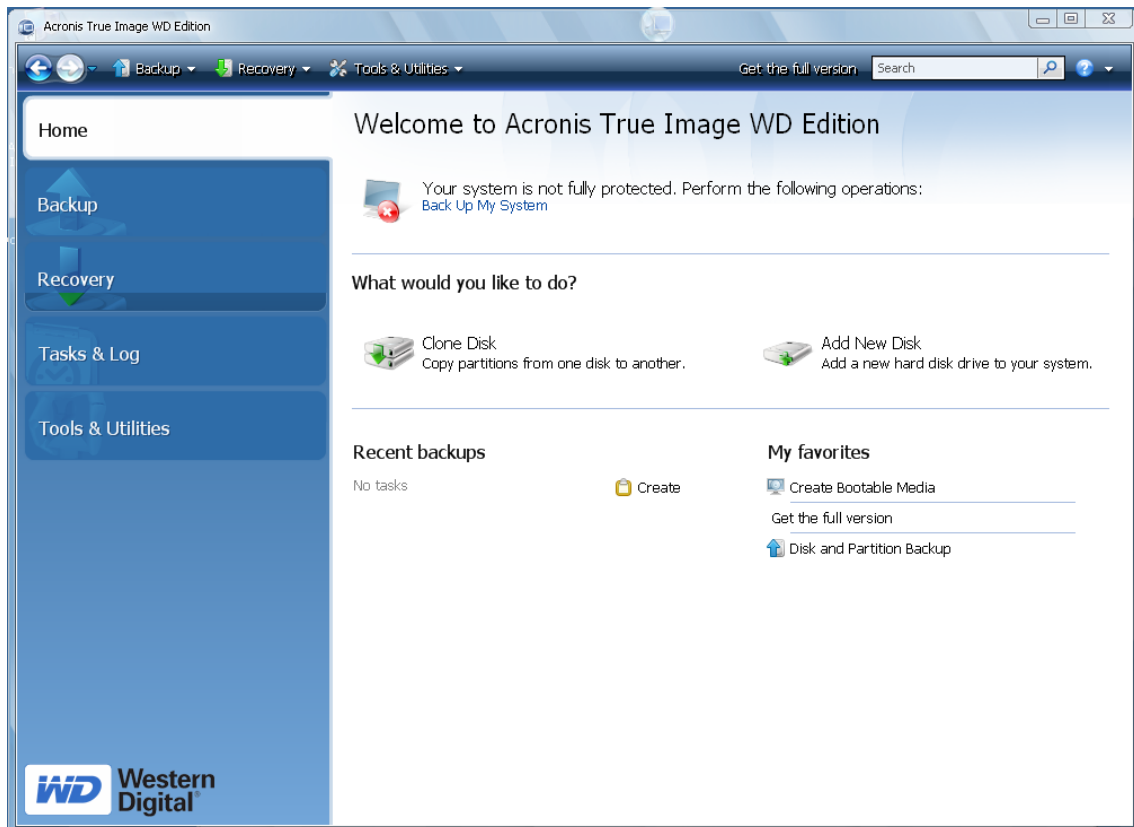 Acronis True Image WD Edition
Backup
Recovery
Tools & Utilities
Get the full version
Search
Home
Backup
Recovery
Tasks & Log
Tools & Utilities
Welcome to Acronis True Image WD Edition
Your system is not fully protected. Perform the following operations:
Back Up My System
What would you like to do?
Clone Disk
Copy partitions from one disk to another.
Add New Disk
Add a new hard disk drive to your system.
Recent backups
No tasks
Create
My favorites
Create Bootable Media
Get the full version
Disk and Partition Backup
WD
Western
Digital®